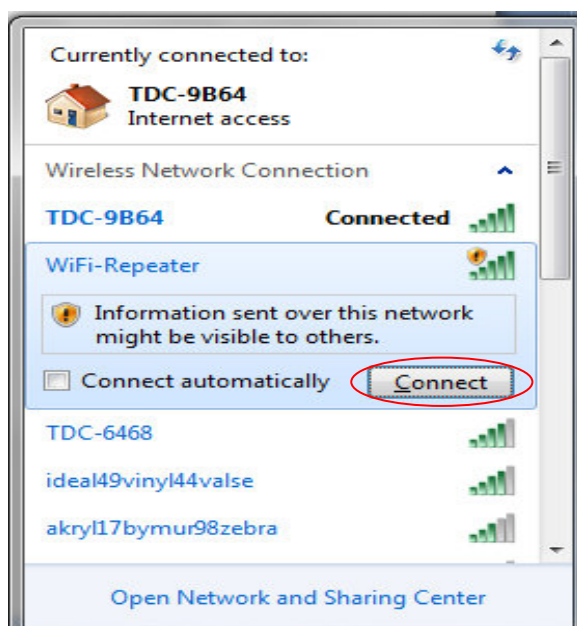 Currently connected to:
TDC-9B64
Internet access
Wireless Network Connection
TDC-9B64 Connected
WiFi-Repeater
Information sent over this network
might be visible to others.
Connect automatically Connect
TDC-6468
ideal49vinyl44valse
akryl17bymur98zebra
Open Network and Sharing Center